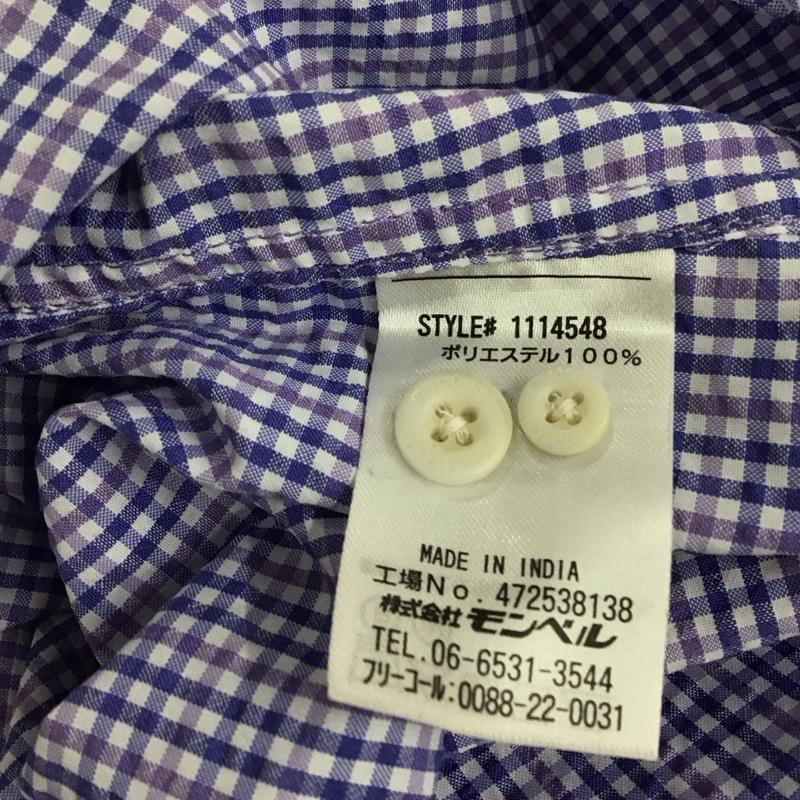 STYLE# 1114548
ポリエステル100%
MADE IN INDIA
工場No.472538138
株式会社モンベル
TEL.06-6531-3544
フリーコール:0088-22-0031